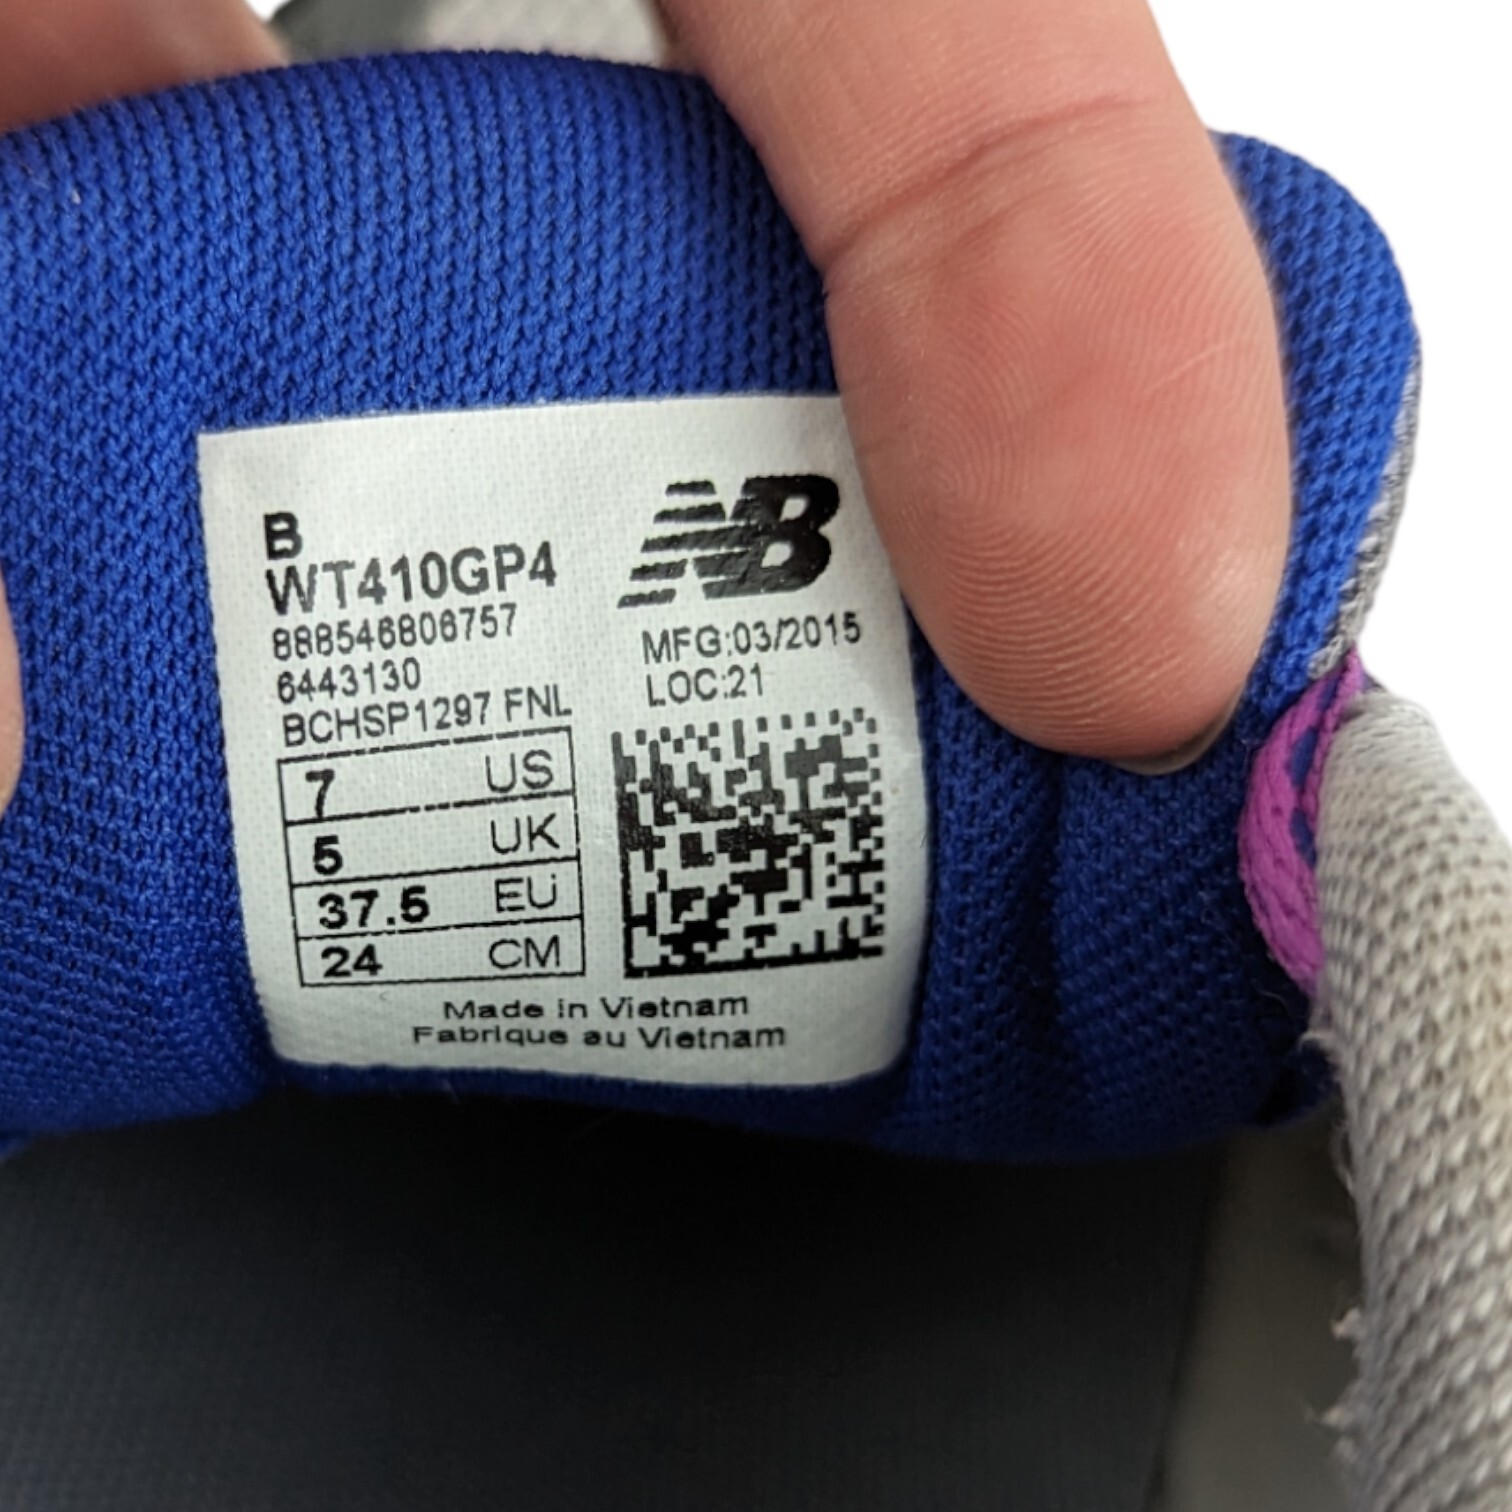 B
WT410GP4
888546806757
6443130
BCHSP1297 FNL
NB
MFG:03/2015
LOC:21
7 US
5 UK
37.5 EU
24 CM
Made in Vietnam
Fabrique au Vietnam